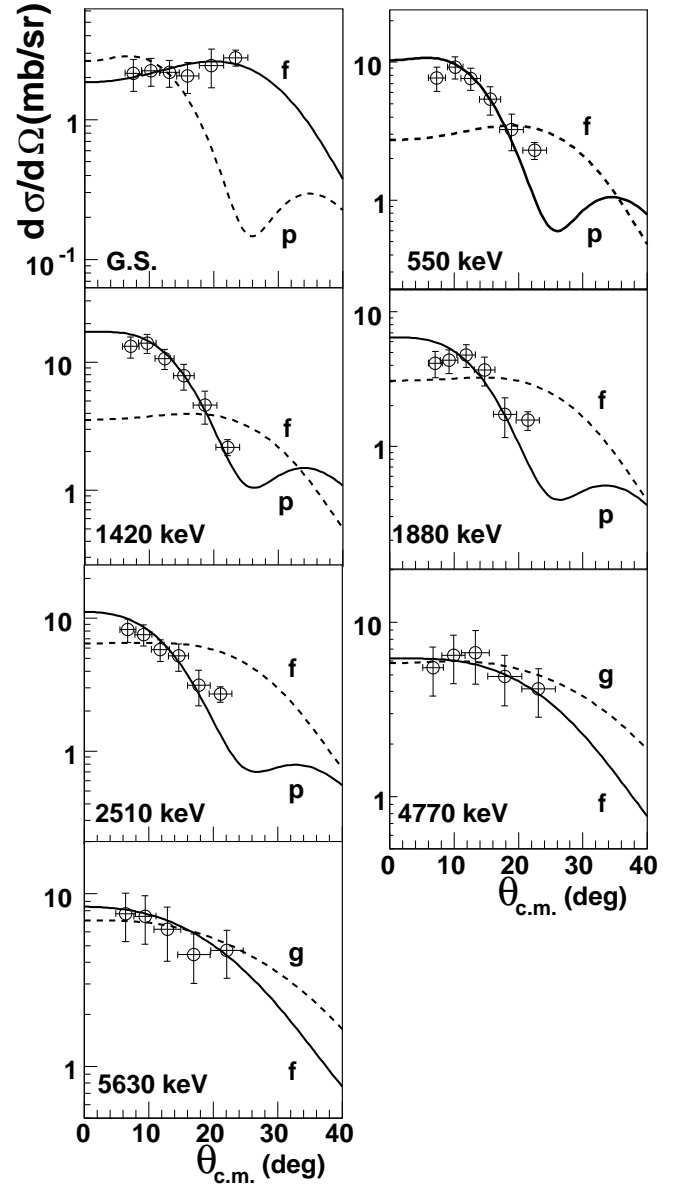 dσ/dΩ(mb/sr)
1
10⁻¹
f
p
G.S.
10
1
f
p
550 keV
10
1
f
p
1420 keV
10
1
f
p
1880 keV
10
1
f
p
2510 keV
10
1
g
f
4770 keV
0 10 20 30 40
θc.m. (deg)
10
1
g
f
5630 keV
0 10 20 30 40
θc.m. (deg)